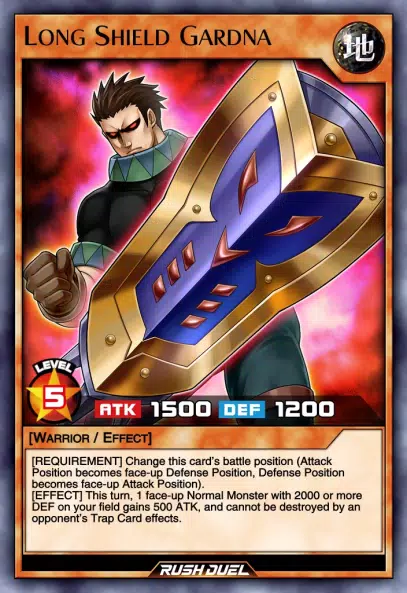 LONG SHIELD GARDNA
地
LEVEL
5
ATK 1500 DEF 1200
[WARRIOR / EFFECT]
[REQUIREMENT] Change this card's battle position (Attack
Position becomes face-up Defense Position, Defense Position
becomes face-up Attack Position).
[EFFECT] This turn, 1 face-up Normal Monster with 2000 or more
DEF on your field gains 500 ATK, and cannot be destroyed by an
opponent's Trap Card effects.
RUSH DUEL